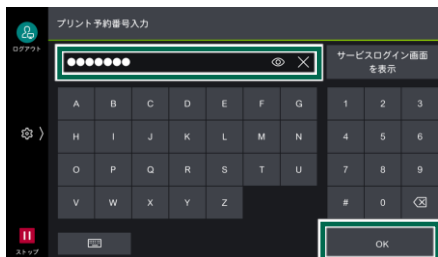 プリント予約番号入力
ログアウト
●●●●●●●
サービスログイン画面
を表示
A B C D E F G 1 2 3
H I J K L M N 4 5 6
O P Q R S T U 7 8 9
V W X Y Z # 0
ストップ
OK